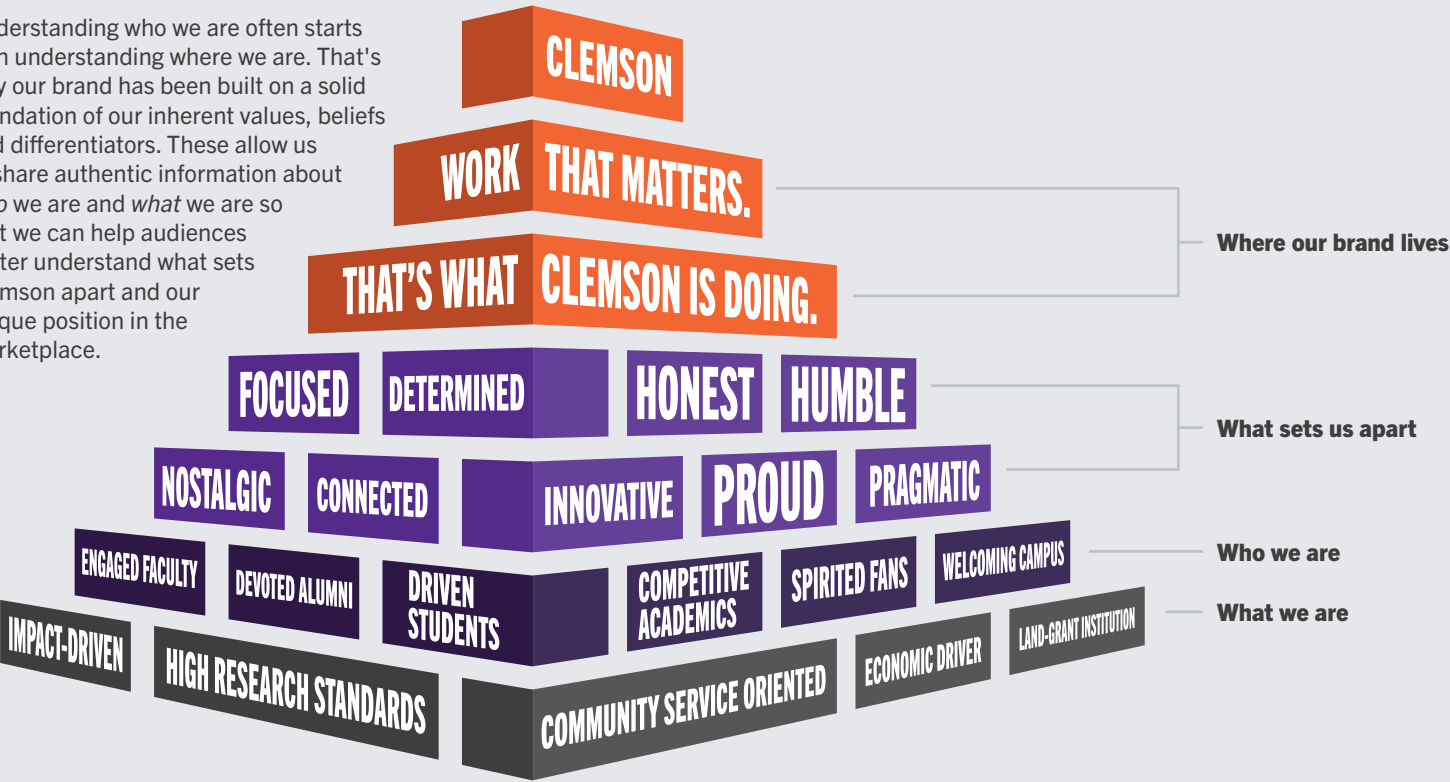 derstanding who we are often starts
h understanding where we are. That's
y our brand has been built on a solid
ndation of our inherent values, beliefs
d differentiators. These allow us
share authentic information about
o we are and what we are so
t we can help audiences
ter understand what sets
mson apart and our
que position in the
rketplace.
CLEMSON
WORK THAT MATTERS.
THAT'S WHAT CLEMSON IS DOING.
Where our brand lives
FOCUSED
DETERMINED
HONEST
HUMBLE
NOSTALGIC
CONNECTED
INNOVATIVE
PROUD
PRAGMATIC
What sets us apart
ENGAGED FACULTY
DEVOTED ALUMNI
DRIVEN
STUDENTS
COMPETITIVE
ACADEMICS
SPIRITED FANS
WELCOMING CAMPUS
Who we are
IMPACT-DRIVEN
HIGH RESEARCH STANDARDS
COMMUNITY SERVICE ORIENTED
ECONOMIC DRIVER
LAND-GRANT INSTITUTION
What we are